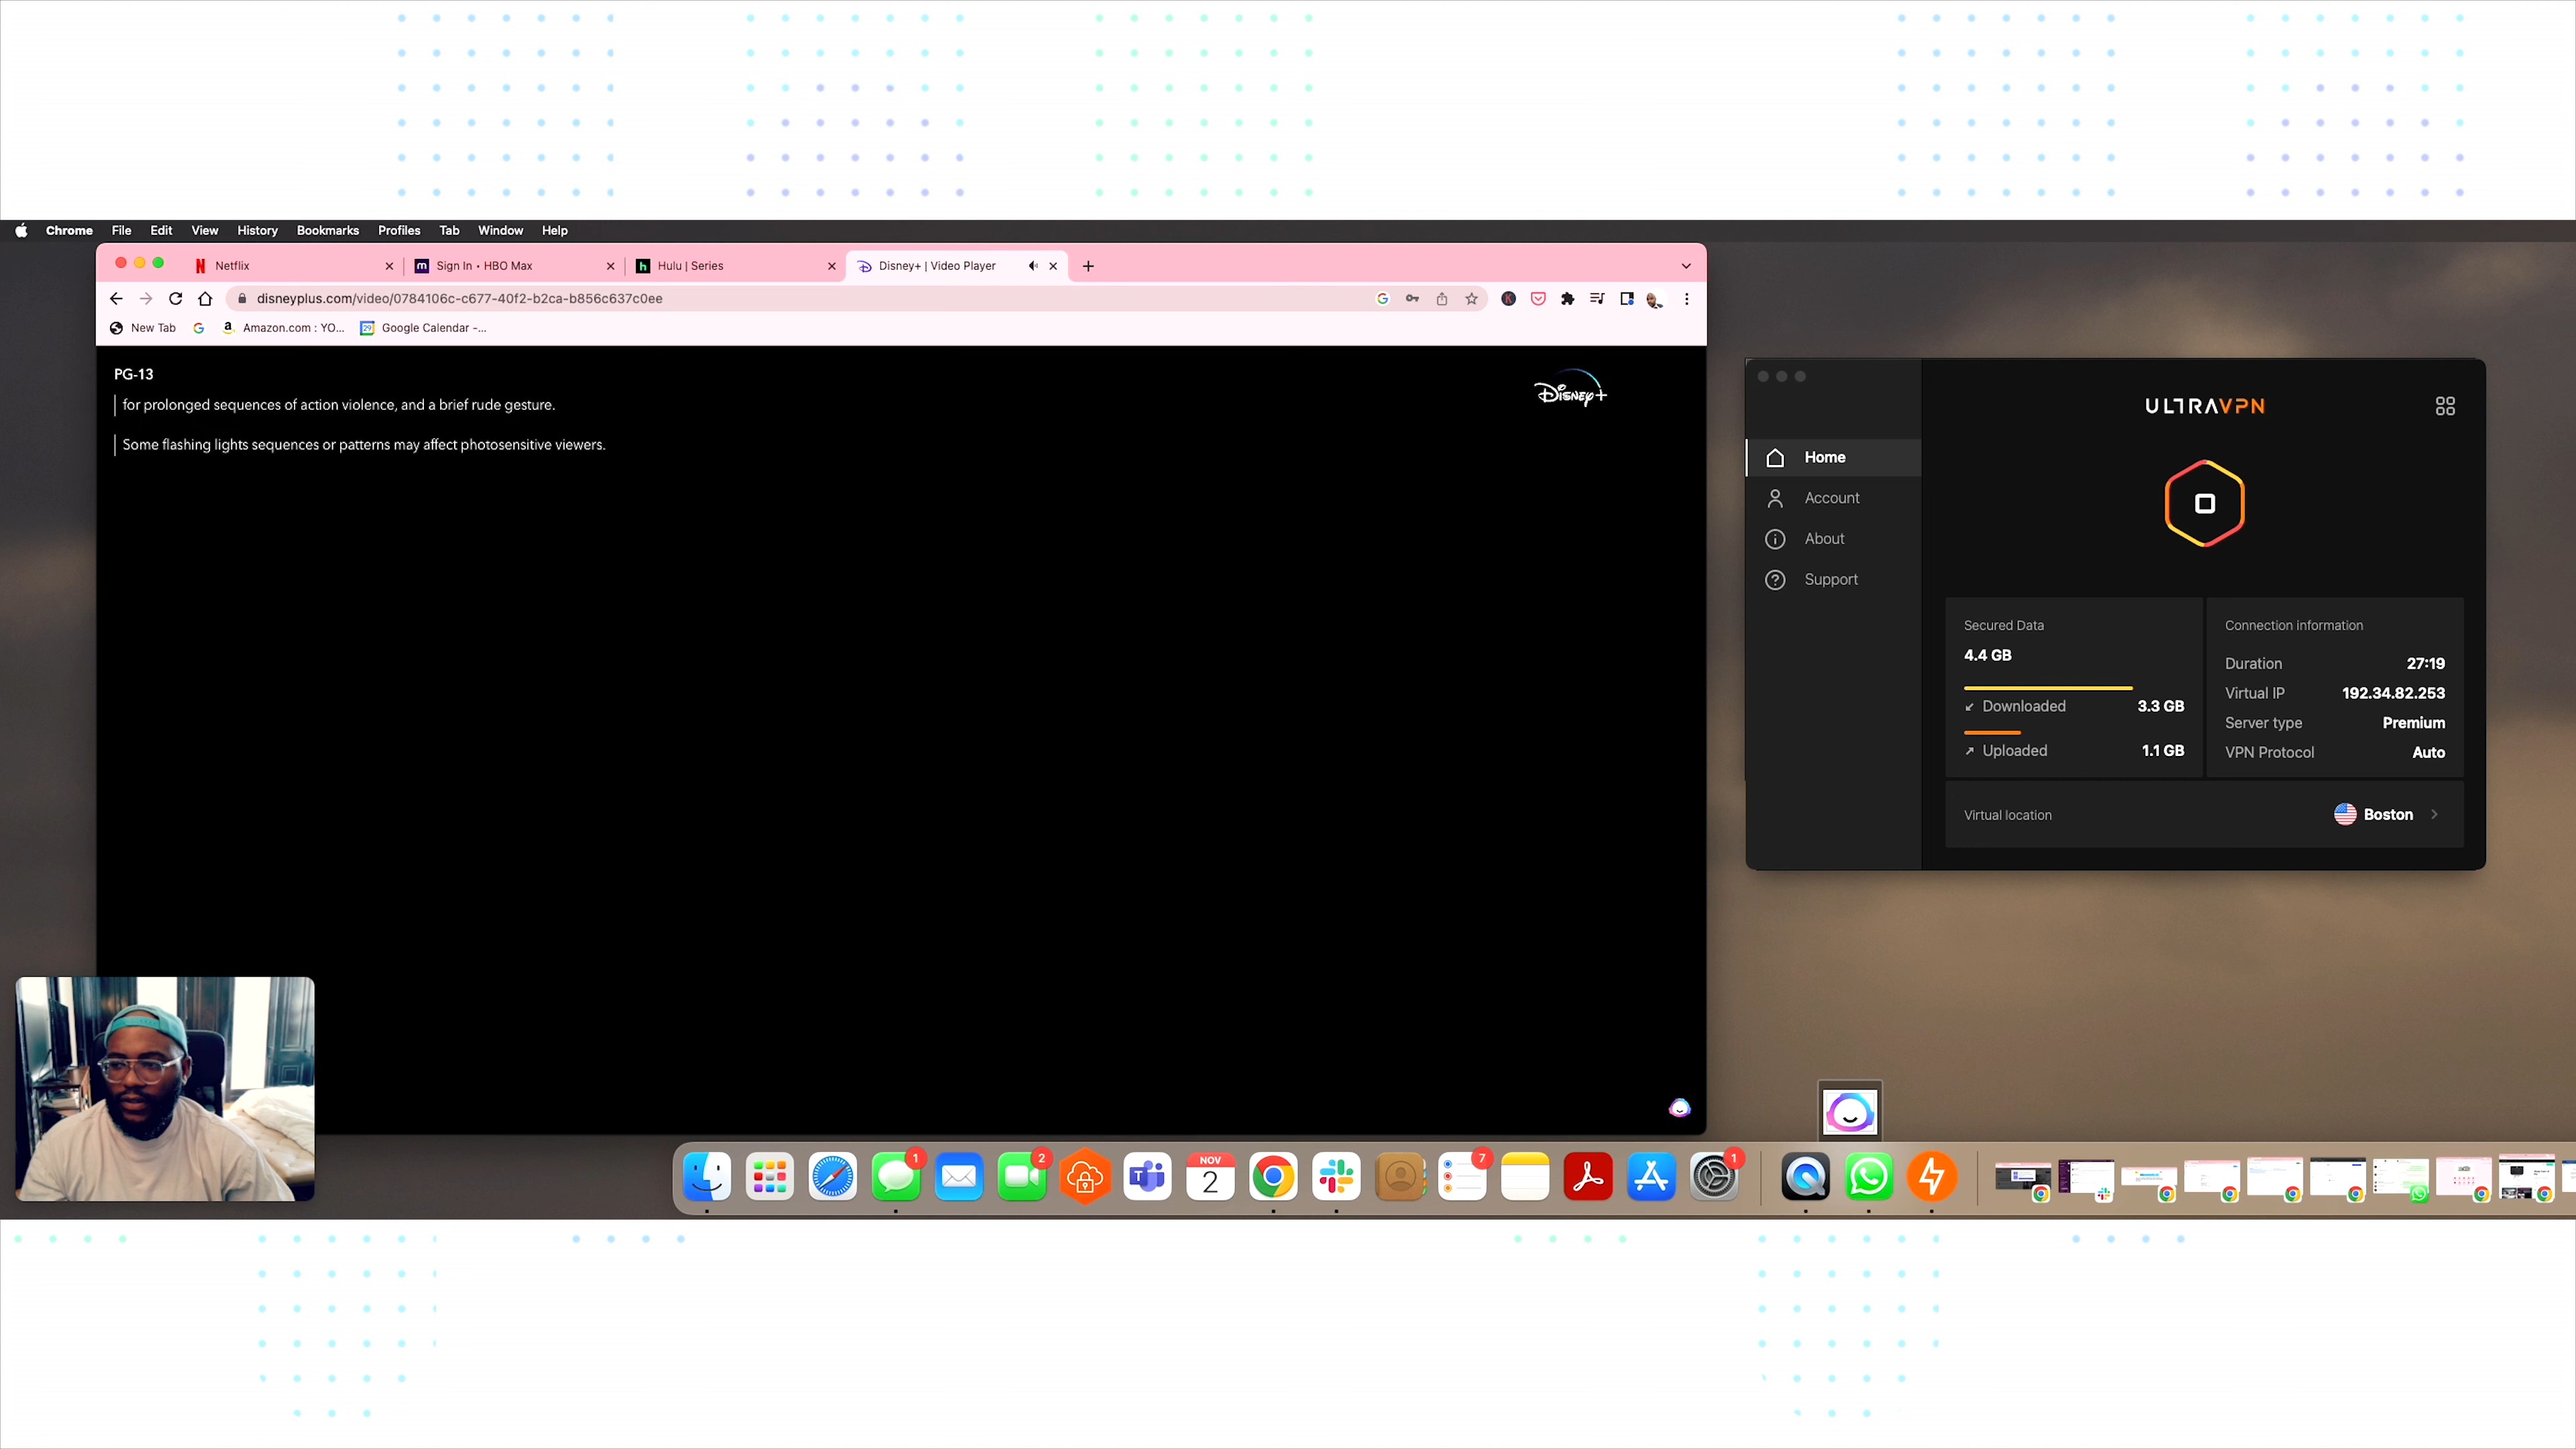 Chrome File Edit View History Bookmarks Profiles Tab Window Help
Netflix
Sign In • HBO Max
Hulu | Series
Disney+ | Video Player
disneyplus.com/video/0784106c-c677-40f2-b2ca-b856c637c0ee
New Tab
Amazon.com : YO...
Google Calendar -...
PG-13
for prolonged sequences of action violence, and a brief rude gesture.
Some flashing lights sequences or patterns may affect photosensitive viewers.
Disney+
ULTRAVPN
Home
Account
About
Support
Secured Data
4.4 GB
Downloaded 3.3 GB
Uploaded 1.1 GB
Connection information
Duration 27:19
Virtual IP 192.34.82.253
Server type Premium
VPN Protocol Auto
Virtual location Boston
1
2
NOV
2
7
1